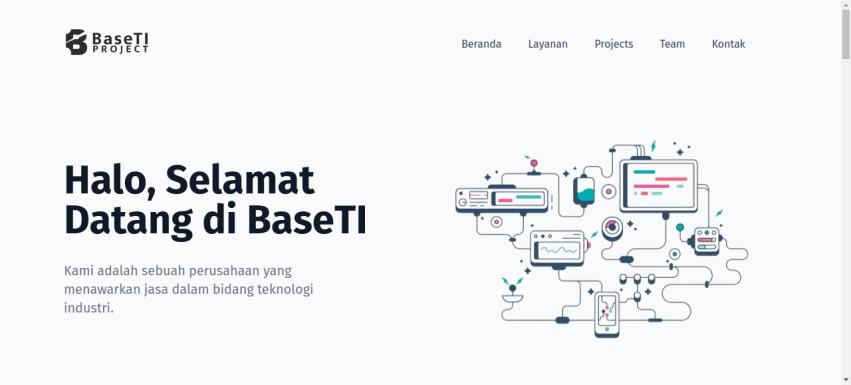 BaseTI
PROJECT
Beranda Layanan Projects Team Kontak
Halo, Selamat
Datang di BaseTI
Kami adalah sebuah perusahaan yang
menawarkan jasa dalam bidang teknologi
industri.